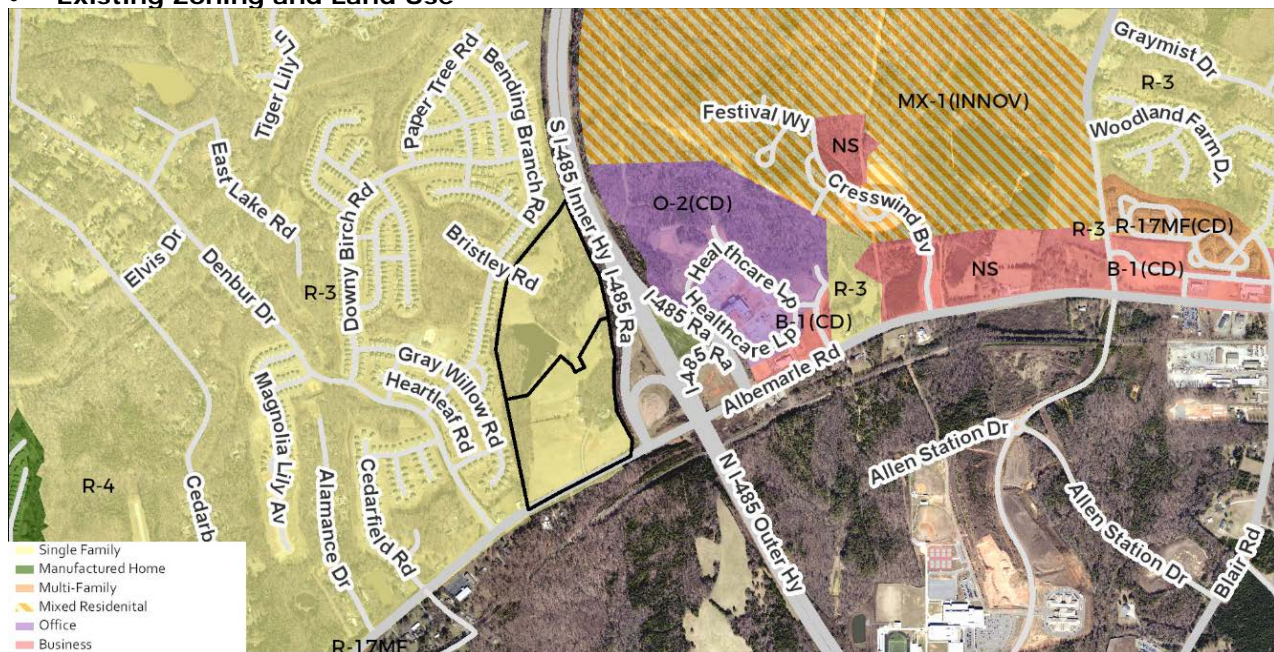 • Existing Zoning and Land Use
Tiger Lily Ln
Paper Tree Rd
Bending Branch Rd
S I-485 Inner Hy
I-485 Ra
Graymist Dr
R-3
Woodland Farm Dr
MX-1(INNOV)
Festival Wy
NS
Cresswind Bv
East Lake Rd
Elvis Dr
Denbur Dr
R-3
Downy Birch Rd
Bristley Rd
O-2(CD)
Healthcare Lp
Healthcare Lp
I-485 Ra
I-485 Ra
B-1(CD)
R-3
NS
R-3
R-17MF(CD)
B-1(CD)
Albemarle Rd
Gray Willow Rd
Heartleaf Rd
Magnolia Lily Av
Alamance Dr
Cedarfield Rd
R-4
Cedarb
N I-485 Outer Hy
Allen Station Dr
Allen Station Dr
Blair Rd
R-17MF
Single Family
Manufactured Home
Multi-Family
Mixed Residenital
Office
Business